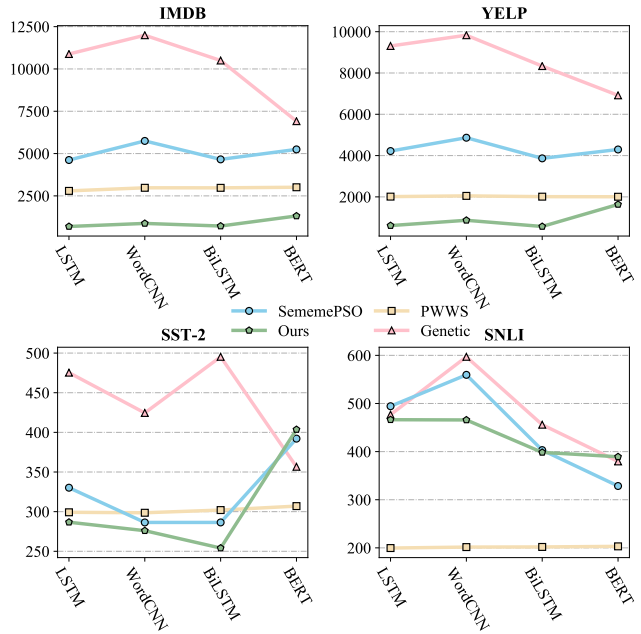 IMDB
12500
10000
7500
5000
2500
LSTM
WordCNN
BiLSTM
BERT
YELP
10000
8000
6000
4000
2000
LSTM
WordCNN
BiLSTM
BERT
SememePSO
PWWS
Ours
Genetic
SST-2
500
450
400
350
300
250
LSTM
WordCNN
BiLSTM
BERT
SNLI
600
500
400
300
200
LSTM
WordCNN
BiLSTM
BERT